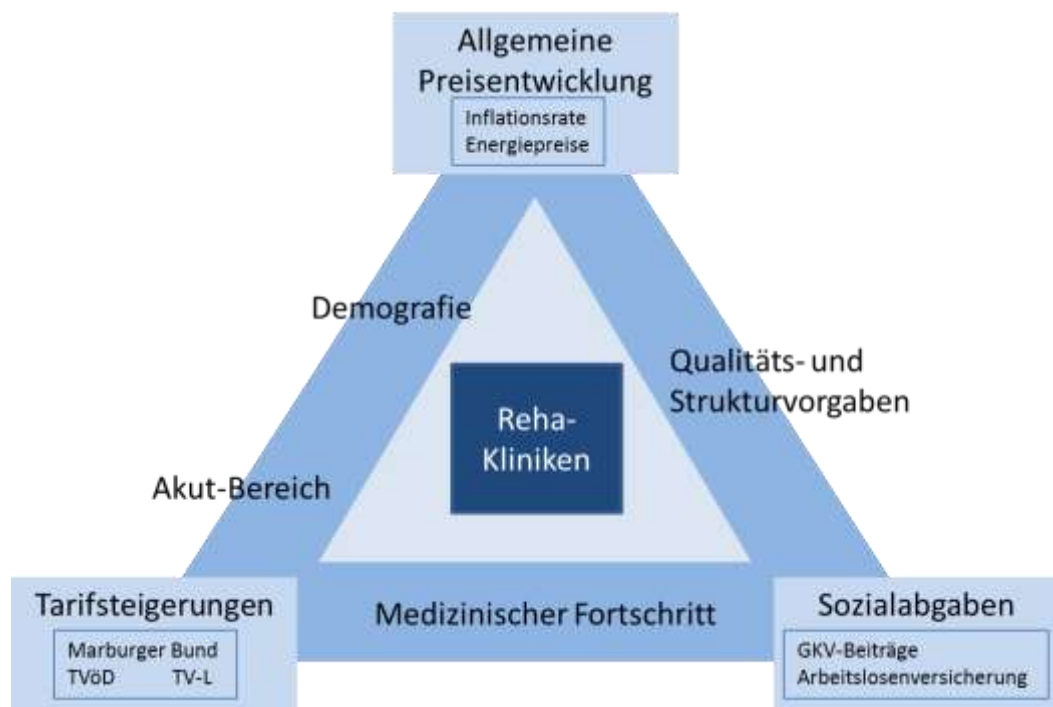 Allgemeine
Preisentwicklung
Inflationsrate
Energiepreise
Demografie
Qualitäts- und
Strukturvorgaben
Reha-
Kliniken
Akut-Bereich
Tarifsteigerungen
Marburger Bund
TVöD TV-L
Medizinischer Fortschritt
Sozialabgaben
GKV-Beiträge
Arbeitslosenversicherung